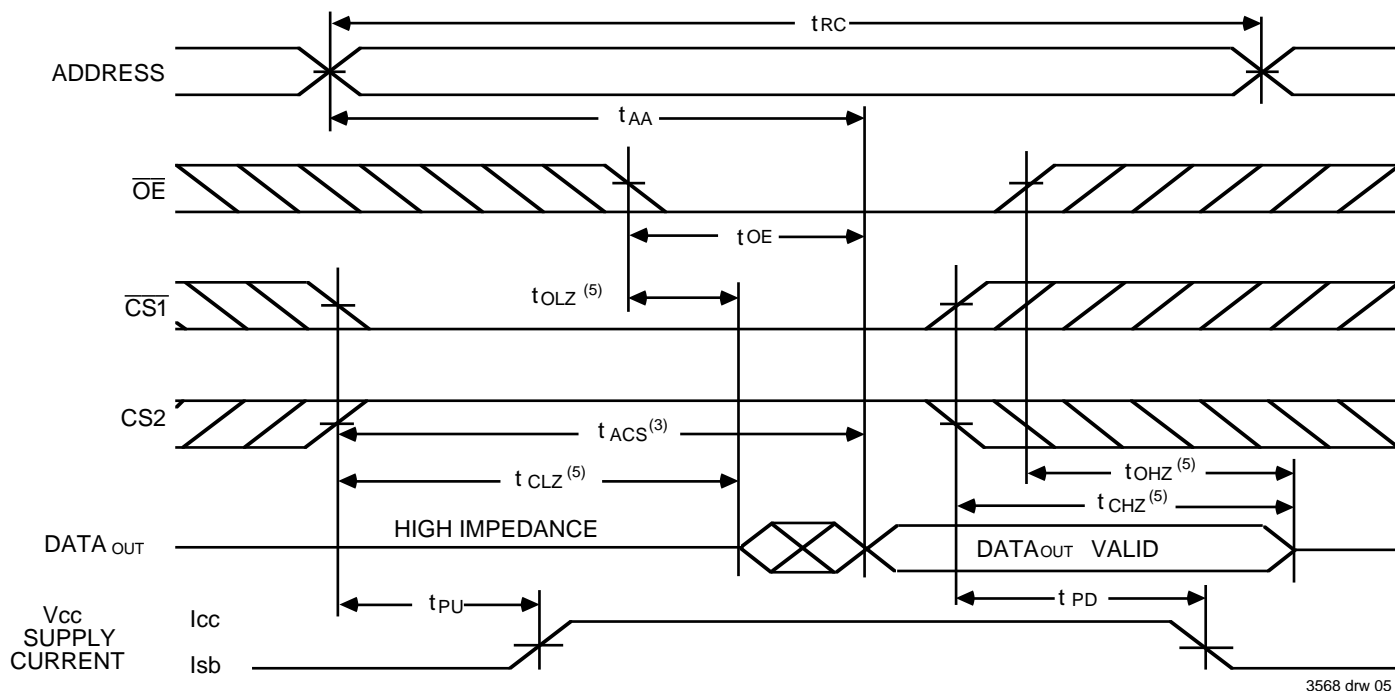 tRC
ADDRESS
tAA
OE
tOE
tOLZ (5)
CS1
CS2
tACS(3)
tCLZ (5)
tOHZ (5)
tCHZ (5)
HIGH IMPEDANCE
DATA OUT
DATAOUT VALID
tPU
tPD
Vcc
SUPPLY
CURRENT
Icc
Isb
3568 drw 05